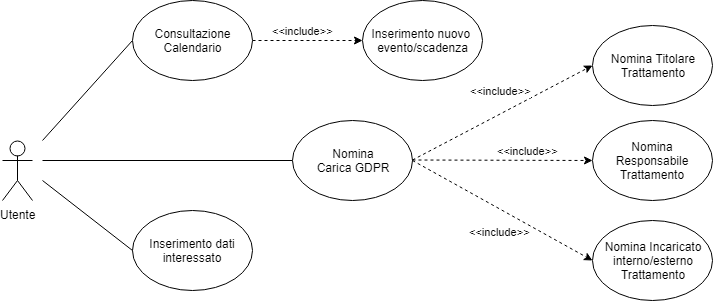 Consultazione
Calendario
<<include>>
Inserimento nuovo
evento/scadenza
Nomina Titolare
Trattamento
<<include>>
Nomina
Carica GDPR
<<include>>
Nomina
Responsabile
Trattamento
Utente
Inserimento dati
interessato
<<include>>
Nomina Incaricato
interno/esterno
Trattamento